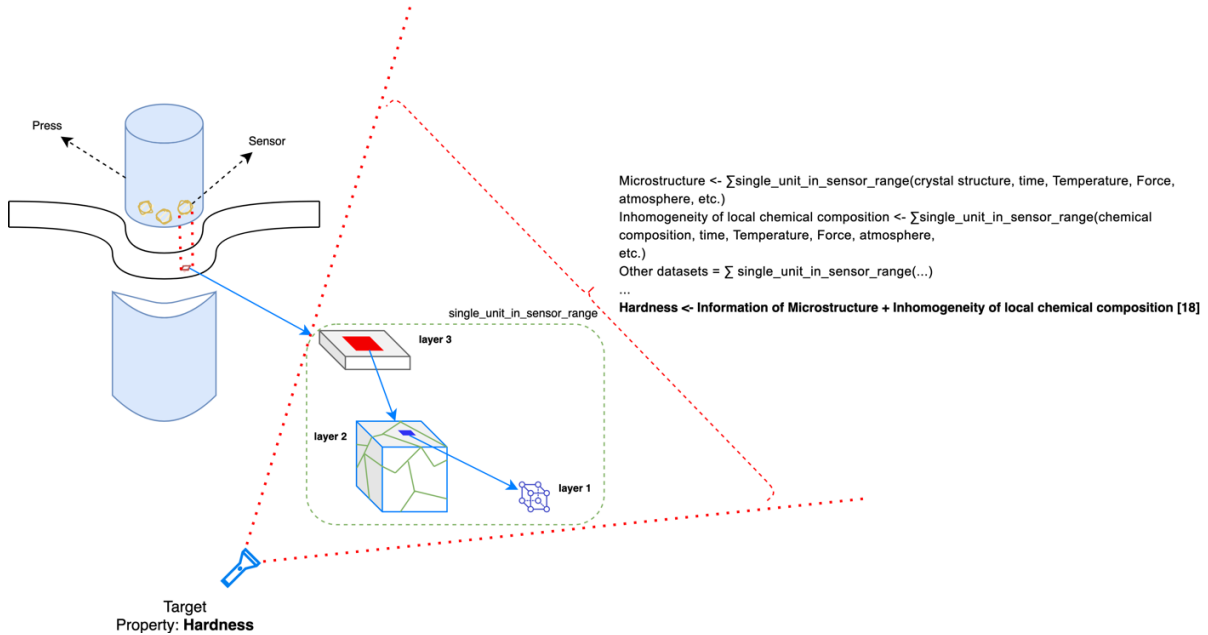 Press
Sensor
Microstructure <- ∑single_unit_in_sensor_range(crystal structure, time, Temperature, Force,
atmosphere, etc.)
Inhomogeneity of local chemical composition <- ∑single_unit_in_sensor_range(chemical
composition, time, Temperature, Force, atmosphere,
etc.)
Other datasets = ∑ single_unit_in_sensor_range(...)
...
Hardness <- Information of Microstructure + Inhomogeneity of local chemical composition [18]
single_unit_in_sensor_range
layer 3
layer 2
layer 1
Target
Property: Hardness